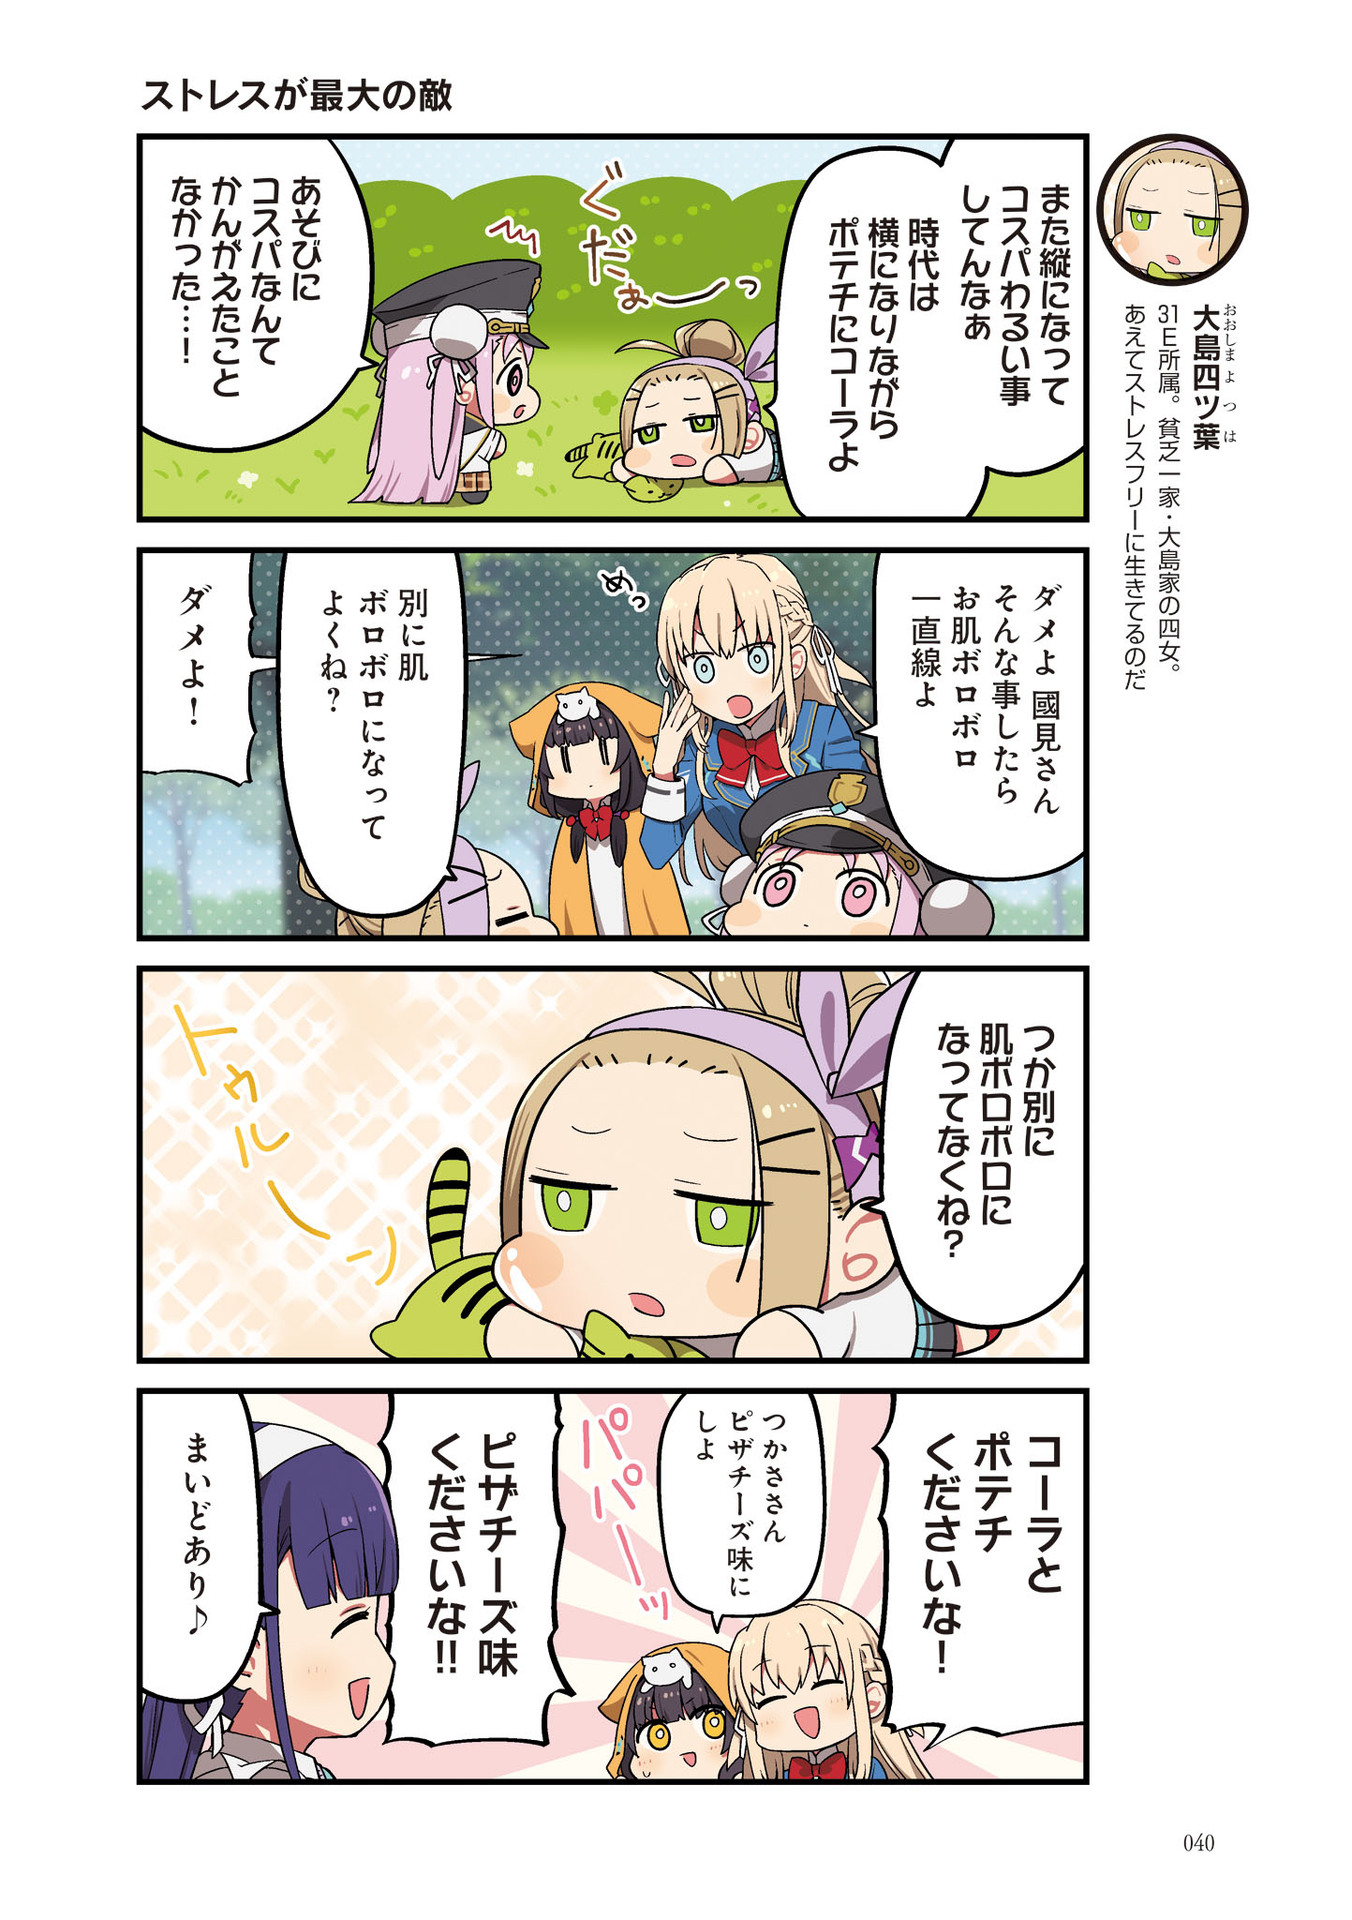 ストレスが最大の敵
また縦になって
コスパわるい事
してんなぁ
時代は
横になりながら
ポテチにコーラよ
ぐだぁーっ
あそびに
コスパなんて
かんがえたこと
なかった…！
おおしまよつは
大島四ツ葉
31E所属。貧乏一家・大島家の四女。
あえてストレスフリーに生きてるのだ
ダメよ 國見さん
そんな事したら
お肌ボロボロ
一直線よ
めっ
別に肌
ボロボロになって
よくね？
ダメよ！
つか別に
肌ボロボロに
なってなくね？
トゥルーン
コーラと
ポテチ
くださいな！
つかささん
ピザチーズ味に
しよ
パパーッ
ピザチーズ味
くださいな!!
まいどあり♪
040